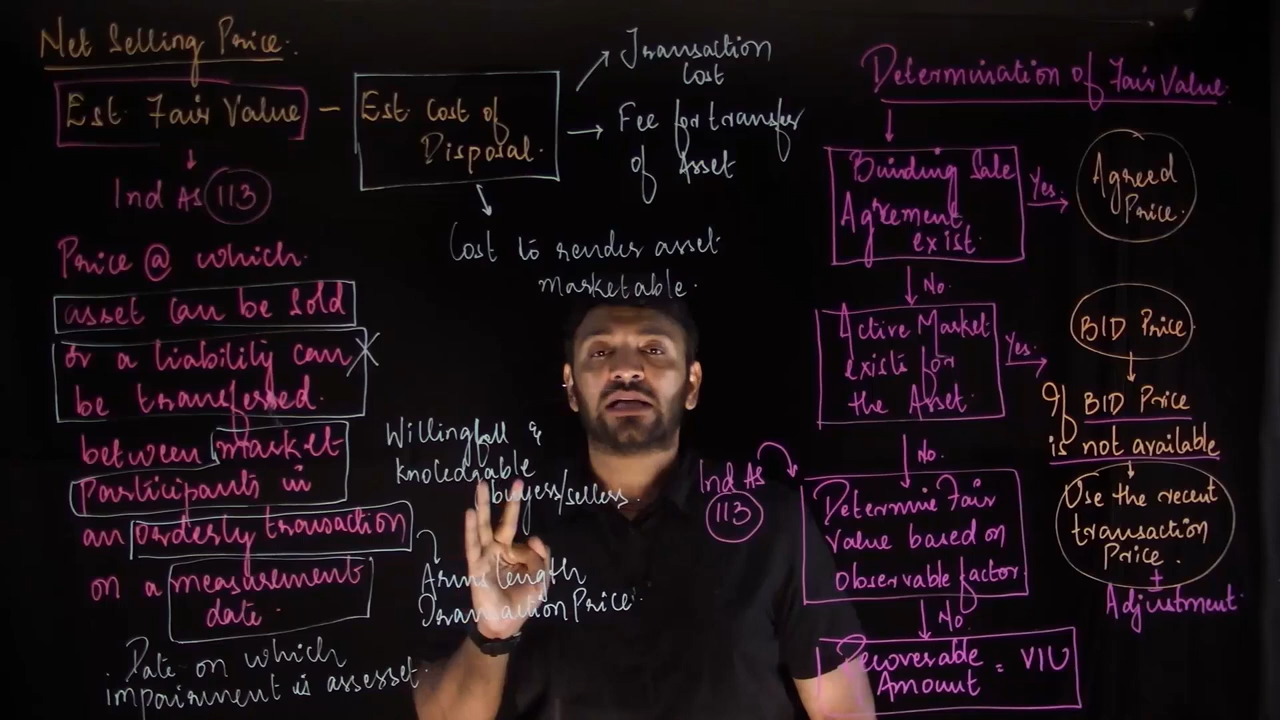 Net Selling Price.
Est. Fair Value - Est. Cost of
Disposal.
Transaction
Cost
Fee for transfer
of Asset
Cost to render asset
marketable.
Ind As 113
Price @ which
asset can be sold
or a liability can X
be transferred.
between market
participants in
an orderly transaction
on a measurement
date.
. Date on which
impairment is assesset.
Willingfull &
knoledgable
buyers/sellers.
Arms length
Transaction Price.
Determination of Fair Value.
Buinding Sale
Agreement
exist.
Yes.
Agreed
Price.
No.
Active Market
exists for
the Asset.
Yes.
BID Price
If BID Price
is not available
Use the recent
transaction
Price.
±
Adjustment.
No.
Ind As
113
Determine Fair
Value based on
observable factor
No.
Recoverable
Amount = VIU